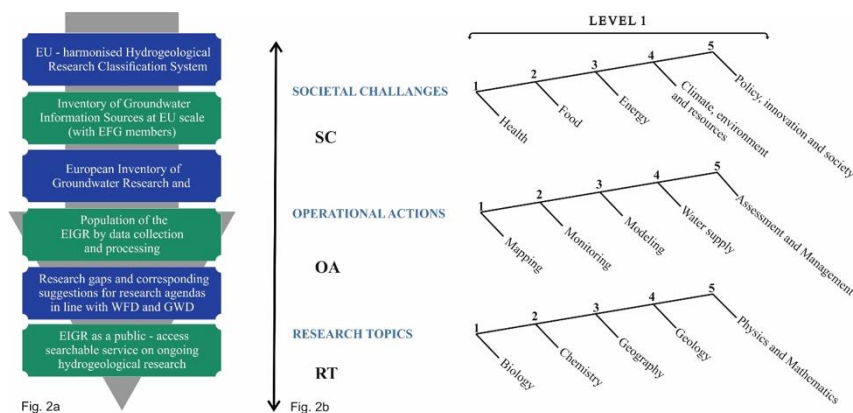 EU - harmonised Hydrogeological
Research Classification System
Inventory of Groundwater
Information Sources at EU scale
(with EFG members)
European Inventory of
Groundwater Research and
Population of the
EIGR by data collection
and processing
Research gaps and corresponding
suggestions for research agendas
in line with WFD and GWD
EIGR as a public - access
searchable service on ongoing
hydrogeological research
Fig. 2a
LEVEL 1
SOCIETAL CHALLANGES
SC
1
Health
2
Food
3
Energy
4
Climate, environment
and resources
5
Policy, innovation and society
OPERATIONAL ACTIONS
OA
1
Mapping
2
Monitoring
3
Modeling
4
Water supply
5
Assessment and Management
RESEARCH TOPICS
RT
1
Biology
2
Chemistry
3
Geography
4
Geology
5
Physics and Mathematics
Fig. 2b